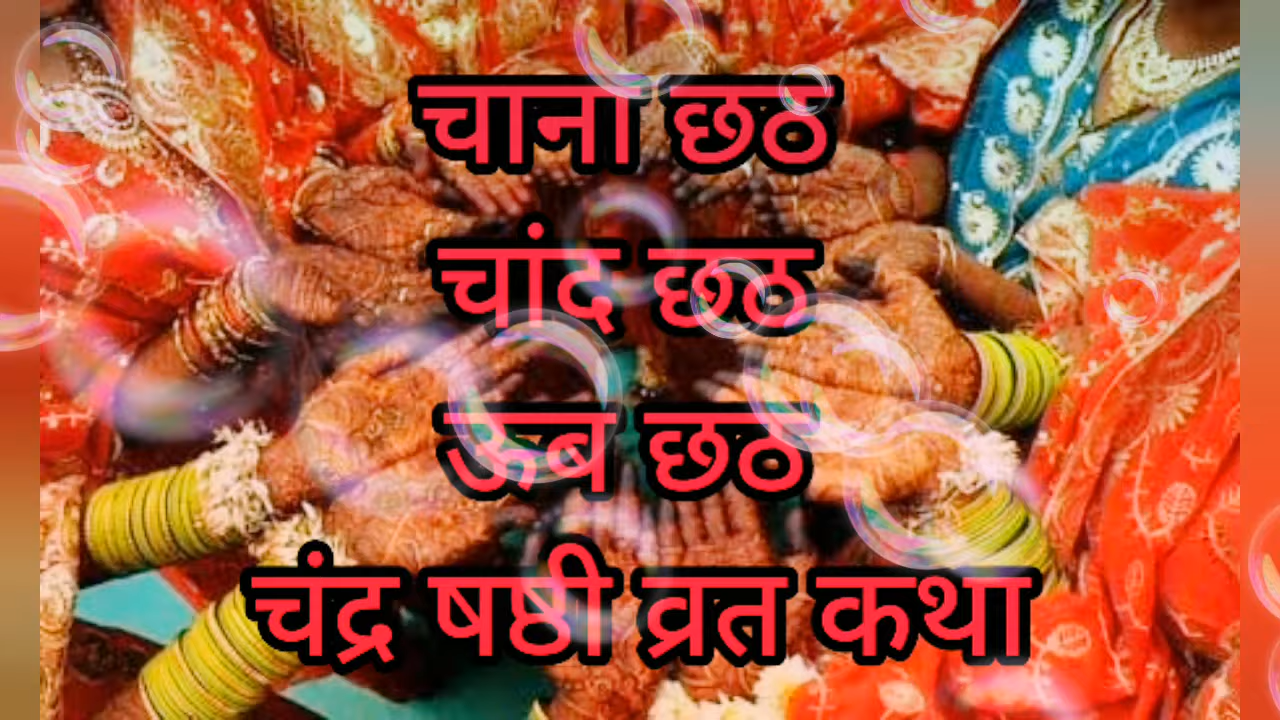 चाना छठ
चांद छठ
ऊब छठ
चंद्र षष्ठी व्रत कथा